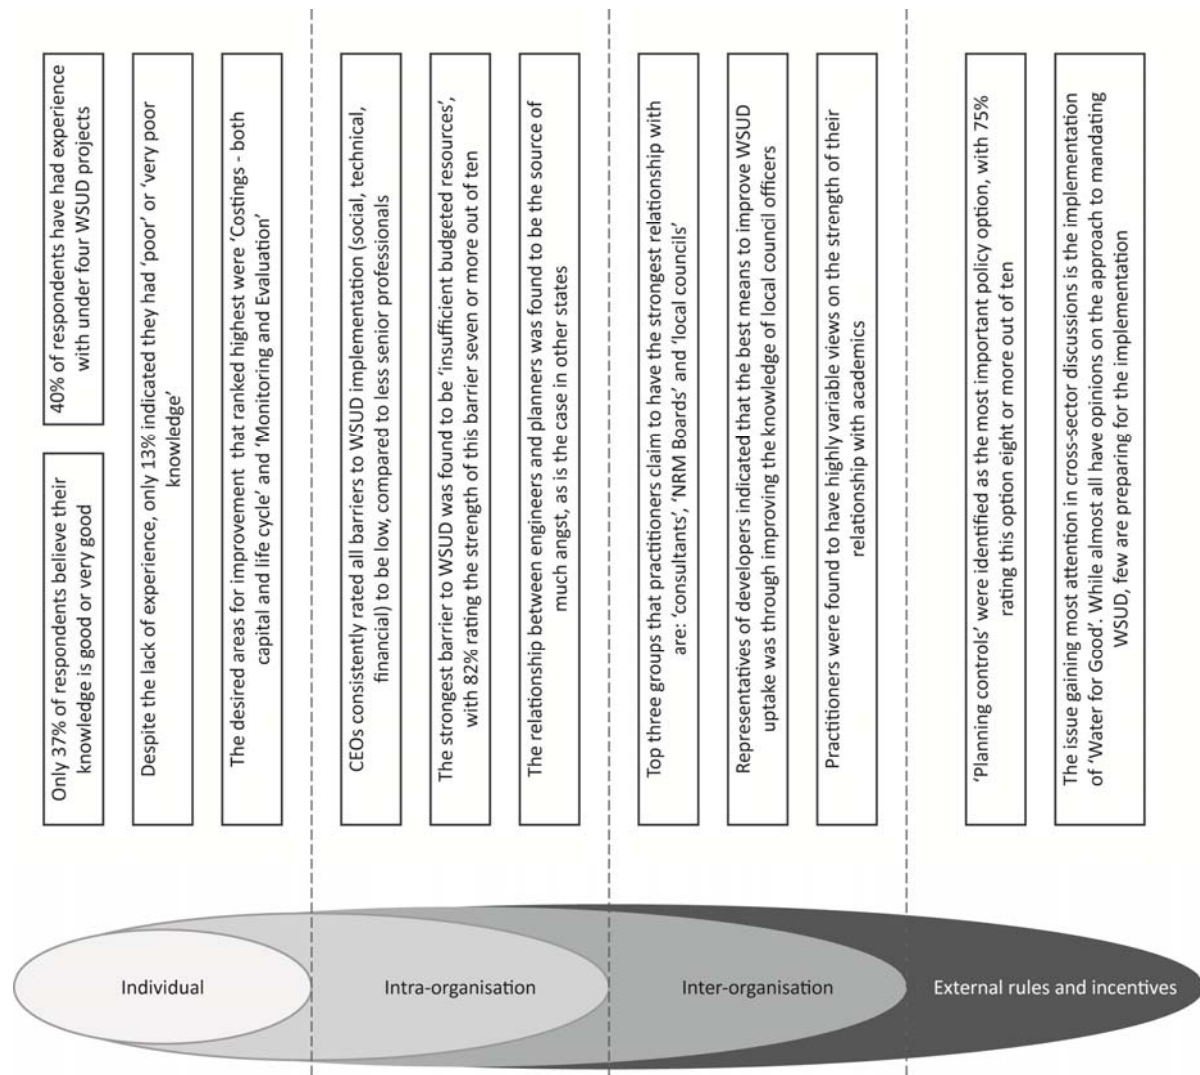 40% of respondents have had experience
with under four WSUD projects
Only 37% of respondents believe their
knowledge is good or very good
Despite the lack of experience, only 13% indicated they had ‘poor’ or ‘very poor
knowledge’
The desired areas for improvement that ranked highest were ‘Costings - both
capital and life cycle’ and ‘Monitoring and Evaluation’
CEOs consistently rated all barriers to WSUD implementation (social, technical,
financial) to be low, compared to less senior professionals
The strongest barrier to WSUD was found to be ‘insufficient budgeted resources’,
with 82% rating the strength of this barrier seven or more out of ten
The relationship between engineers and planners was found to be the source of
much angst, as is the case in other states
Top three groups that practitioners claim to have the strongest relationship with
are: ‘consultants’, ‘NRM Boards’ and ‘local councils’
Representatives of developers indicated that the best means to improve WSUD
uptake was through improving the knowledge of local council officers
Practitioners were found to have highly variable views on the strength of their
relationship with academics
‘Planning controls’ were identified as the most important policy option, with 75%
rating this option eight or more out of ten
The issue gaining most attention in cross-sector discussions is the implementation
of ‘Water for Good’. While almost all have opinions on the approach to mandating
WSUD, few are preparing for the implementation
Individual
Intra-organisation
Inter-organisation
External rules and incentives